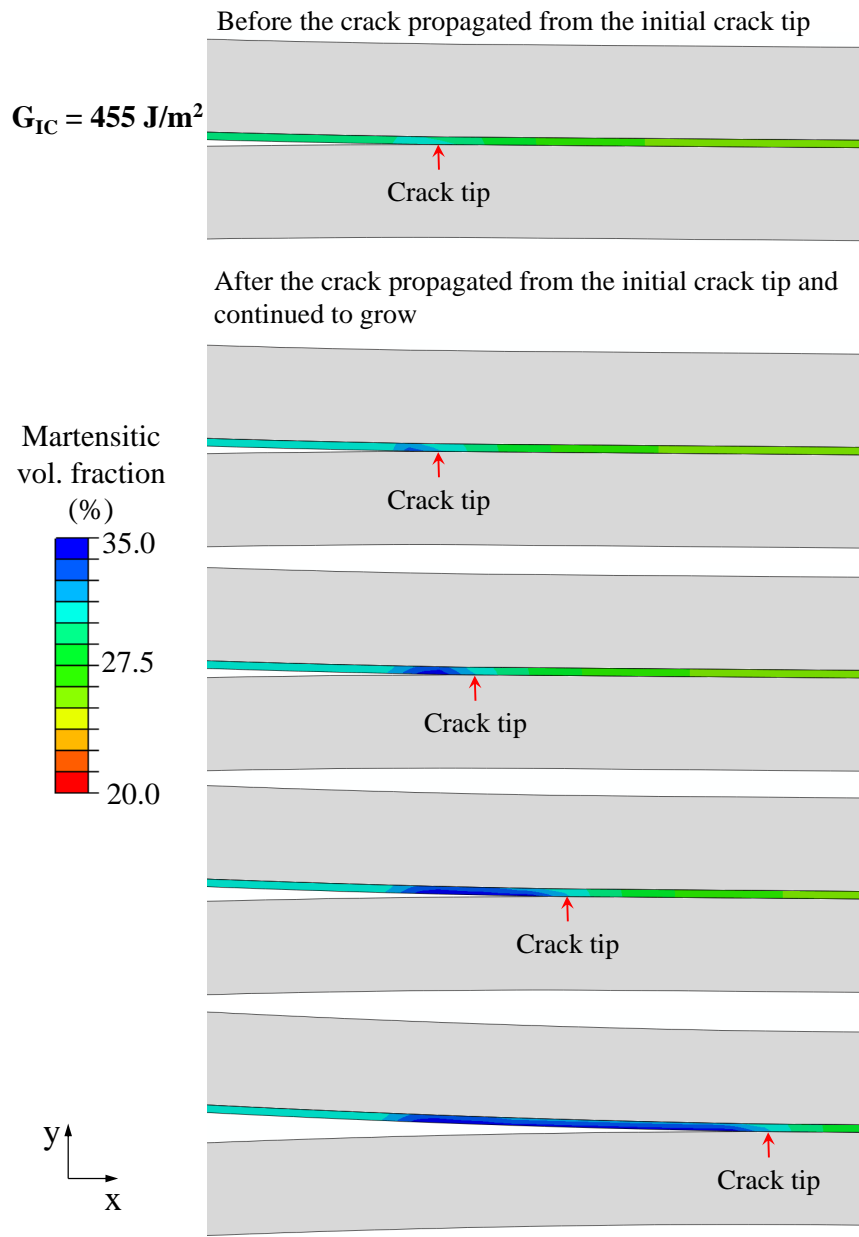 Before the crack propagated from the initial crack tip
G_IC = 455 J/m²
Crack tip
After the crack propagated from the initial crack tip and
continued to grow
Crack tip
Martensitic
vol. fraction
(%)
35.0
27.5
20.0
Crack tip
Crack tip
y
x
Crack tip